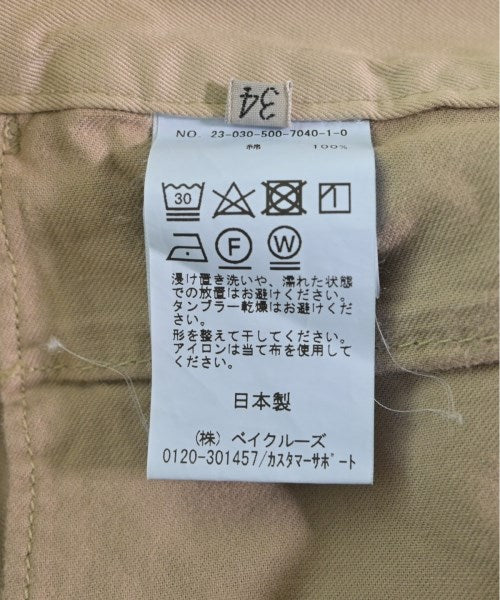 34
NO. 23-030-500-7040-1-0
綿 100%
30
F W
浸け置き洗いや、濡れた状態
での放置はお避けください。
タンブラー乾燥はお避けくださ
い。
形を整えて干してください。
アイロンは当て布を使用して
ください。
日本製
(株) ベイクルーズ
0120-301457/カスタマーサポート